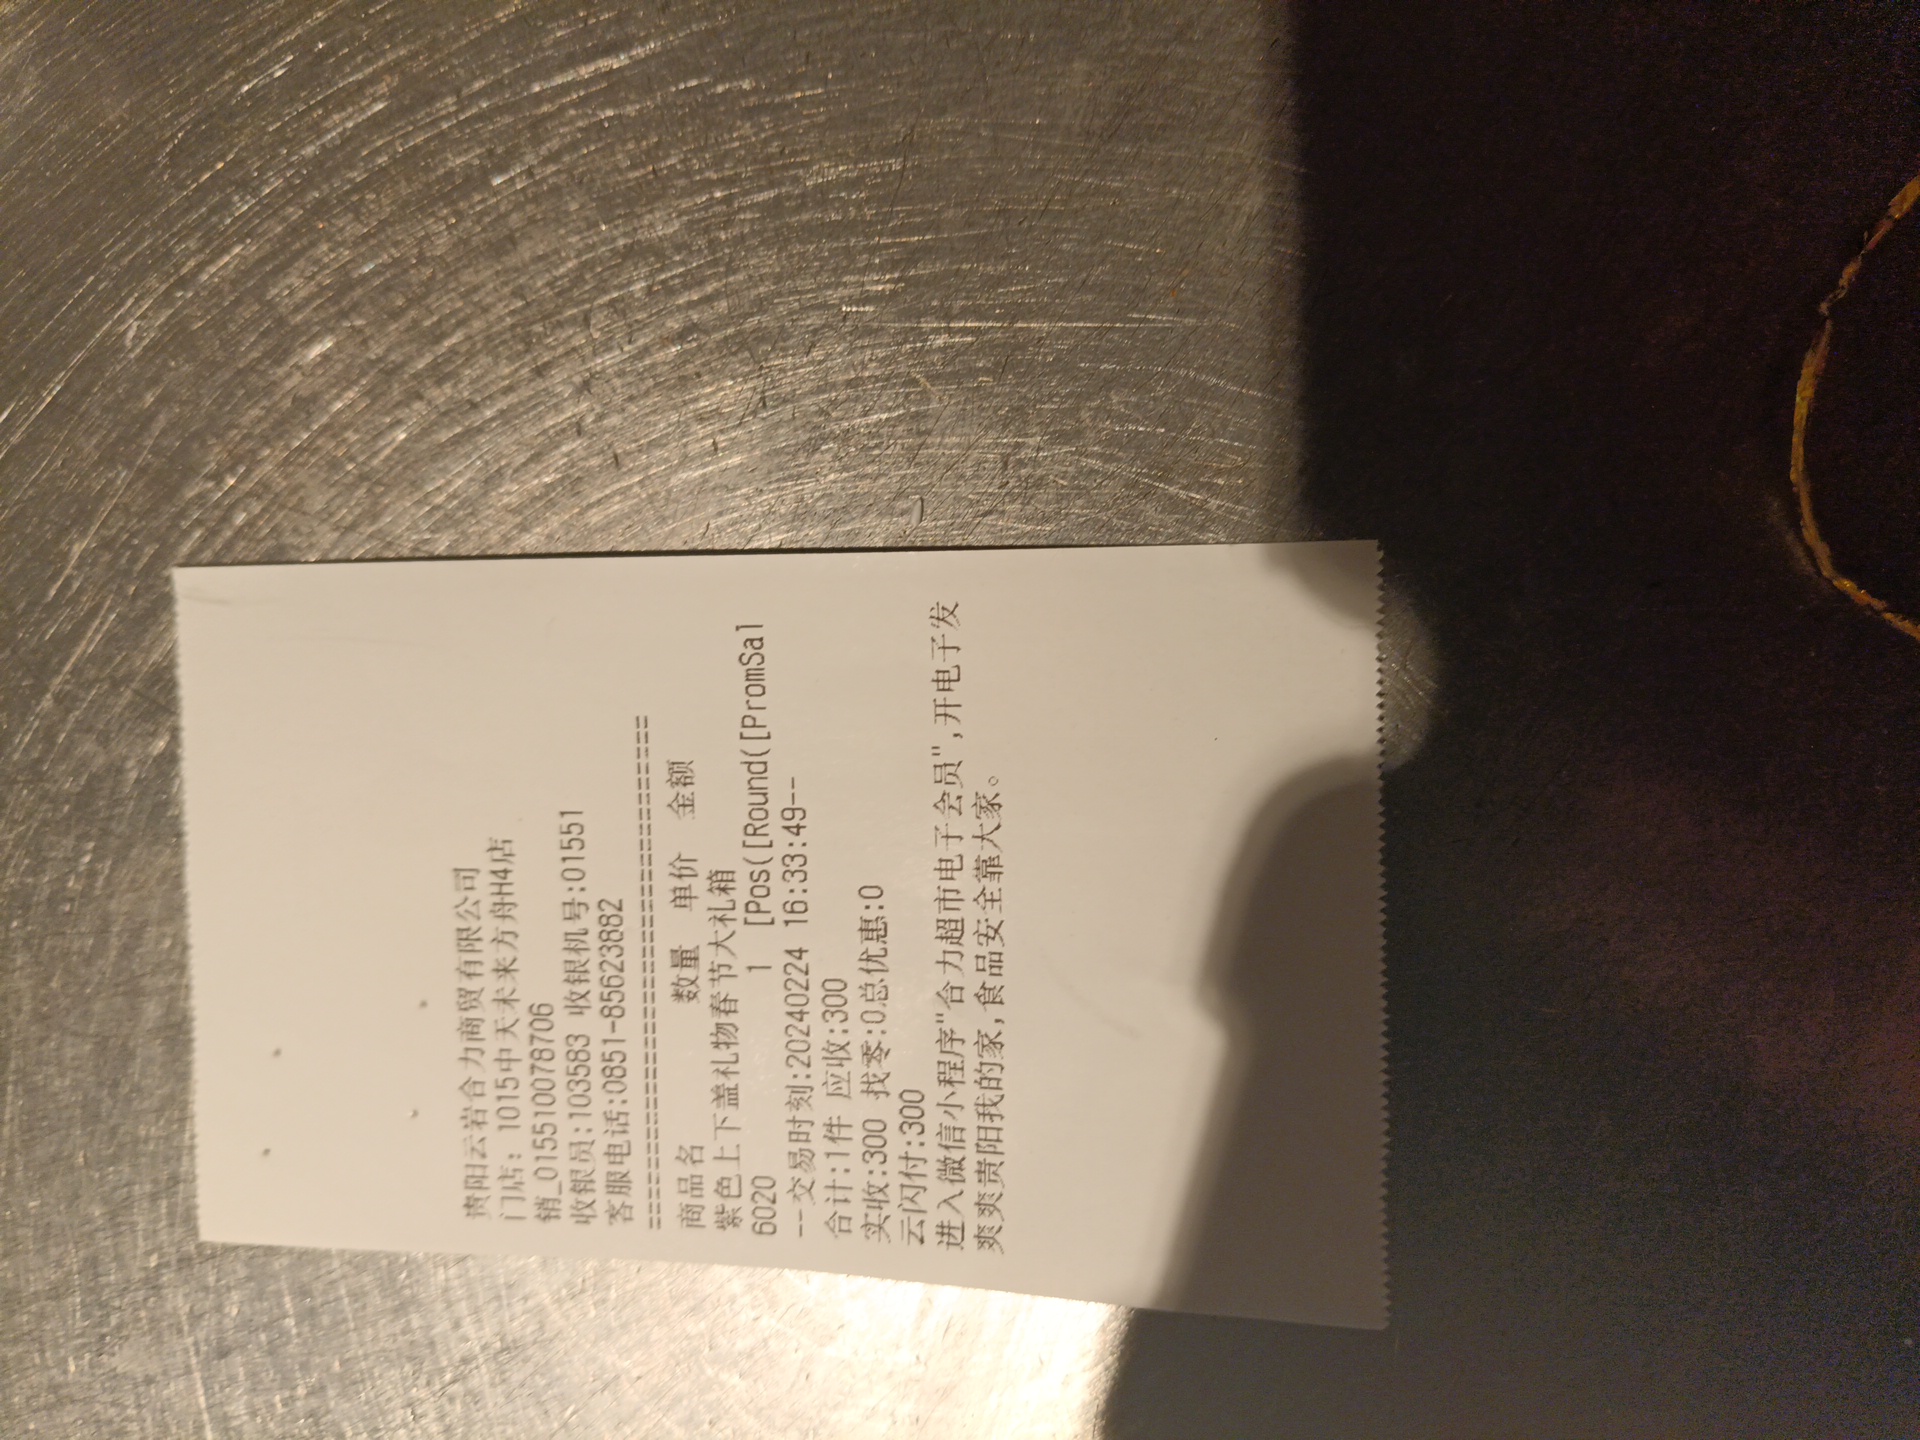 贵阳云岩合力商贸有限公司
门店: 1015中天未来方舟H4店
销_015510078706
收银员:103583 收银机号:01551
客服电话:0851-85623882
================================
商品名 数量 单价 金额
紫色上下盖礼物春节大礼箱
6020 1 [Pos([Round([PromSal
--交易时刻:20240224 16:33:49--
合计:1件 应收:300
实收:300 找零:0总优惠:0
云闪付:300
进入微信小程序"合力超市电子会员",开电子发
爽爽贵阳我的家,食品安全靠大家。